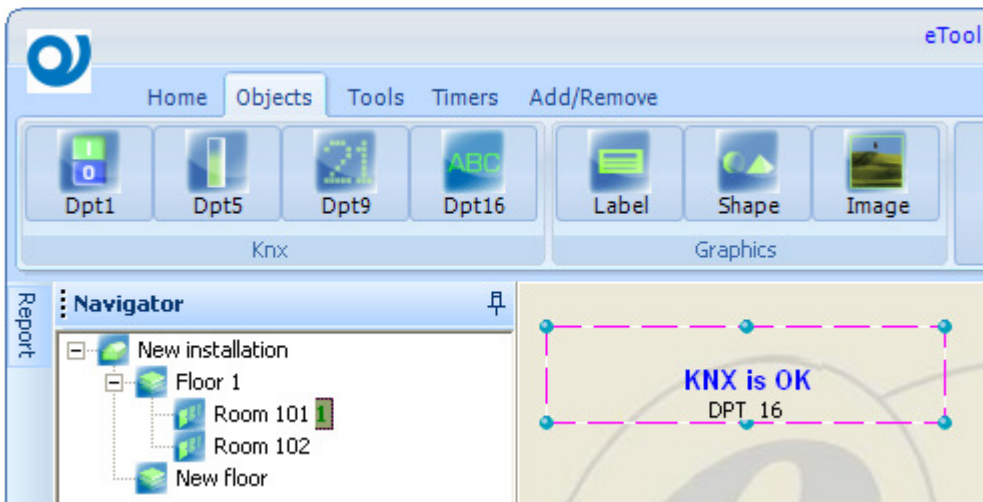 eTool
Home Objects Tools Timers Add/Remove
1
0
21
ABC
Dpt1 Dpt5 Dpt9 Dpt16 Label Shape Image
Knx Graphics
Report
Navigator
New installation
Floor 1
Room 101 1
Room 102
New floor
KNX is OK
DPT_16